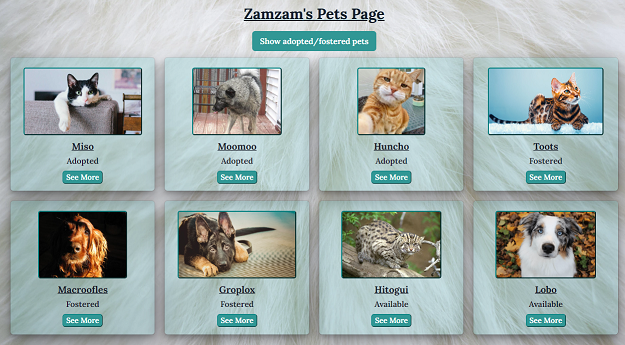 Zamzam's Pets Page
Show adopted/fostered pets
Miso
Adopted
See More
Moomoo
Adopted
See More
Huncho
Adopted
See More
Toots
Fostered
See More
Macroofles
Fostered
See More
Groplox
Fostered
See More
Hitogui
Available
See More
Lobo
Available
See More